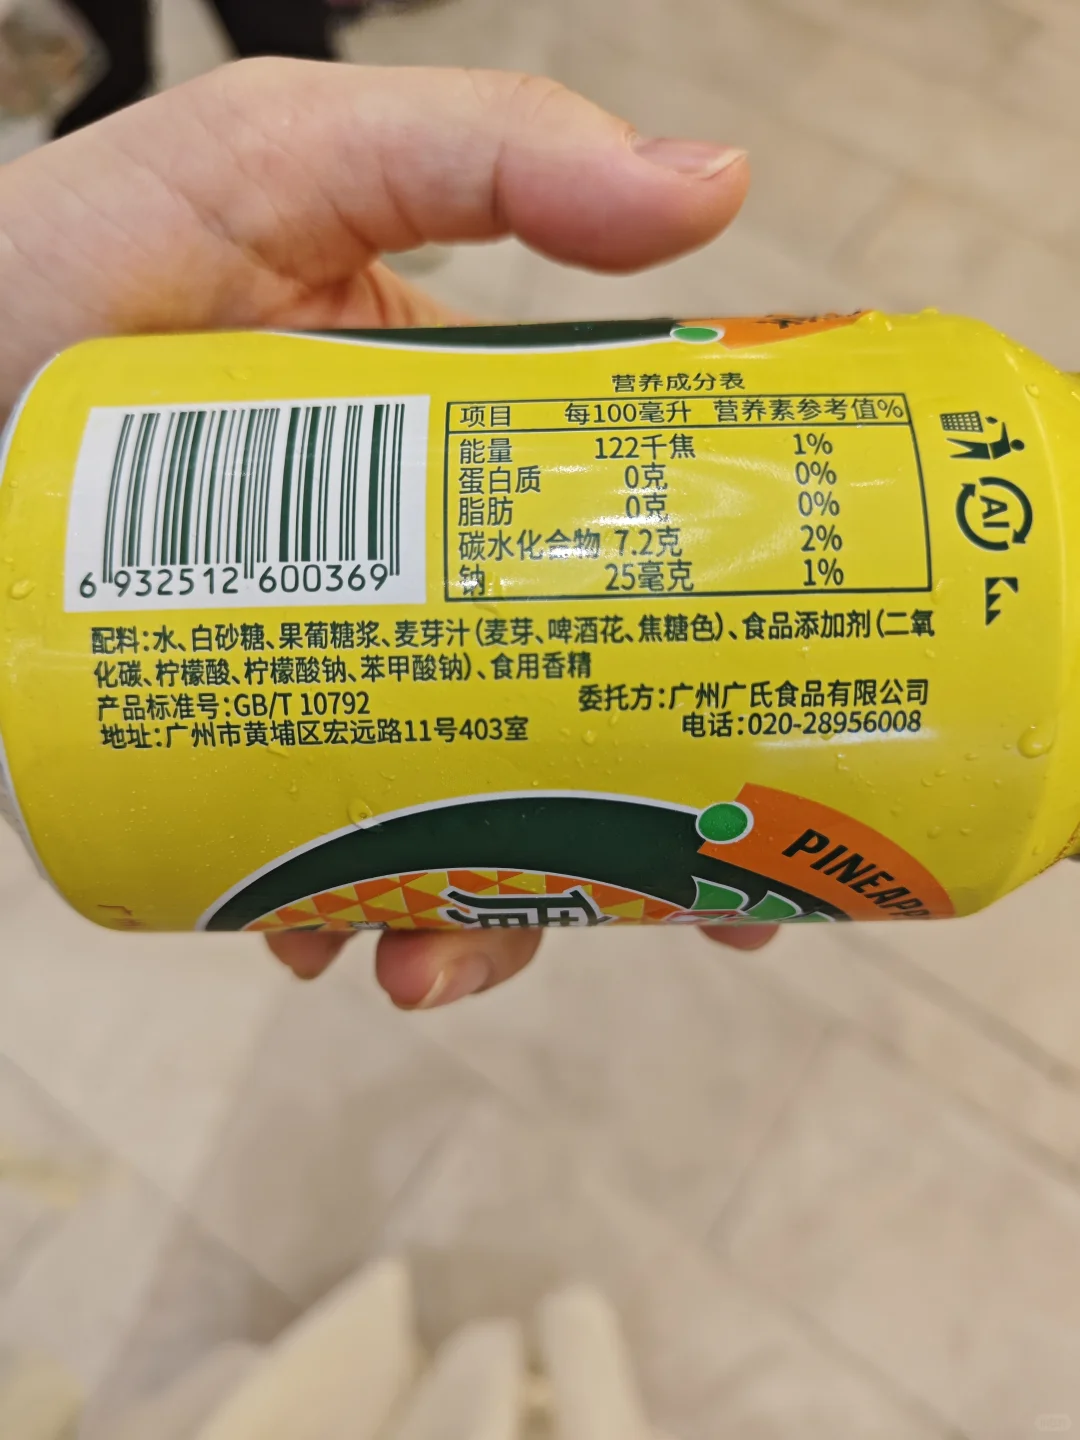 营养成分表
项目 每100毫升 营养素参考值%
能量 122千焦 1%
蛋白质 0克 0%
脂肪 0克 0%
碳水化合物 7.2克 2%
钠 25毫克 1%
6 932512 600369
AI
配料:水、白砂糖、果葡糖浆、麦芽汁(麦芽、啤酒花、焦糖色)、食品添加剂(二氧
化碳、柠檬酸、柠檬酸钠、苯甲酸钠)、食用香精
产品标准号:GB/T 10792 委托方:广州广氏食品有限公司
地址:广州市黄埔区宏远路11号403室 电话:020-28956008
PINEAPP